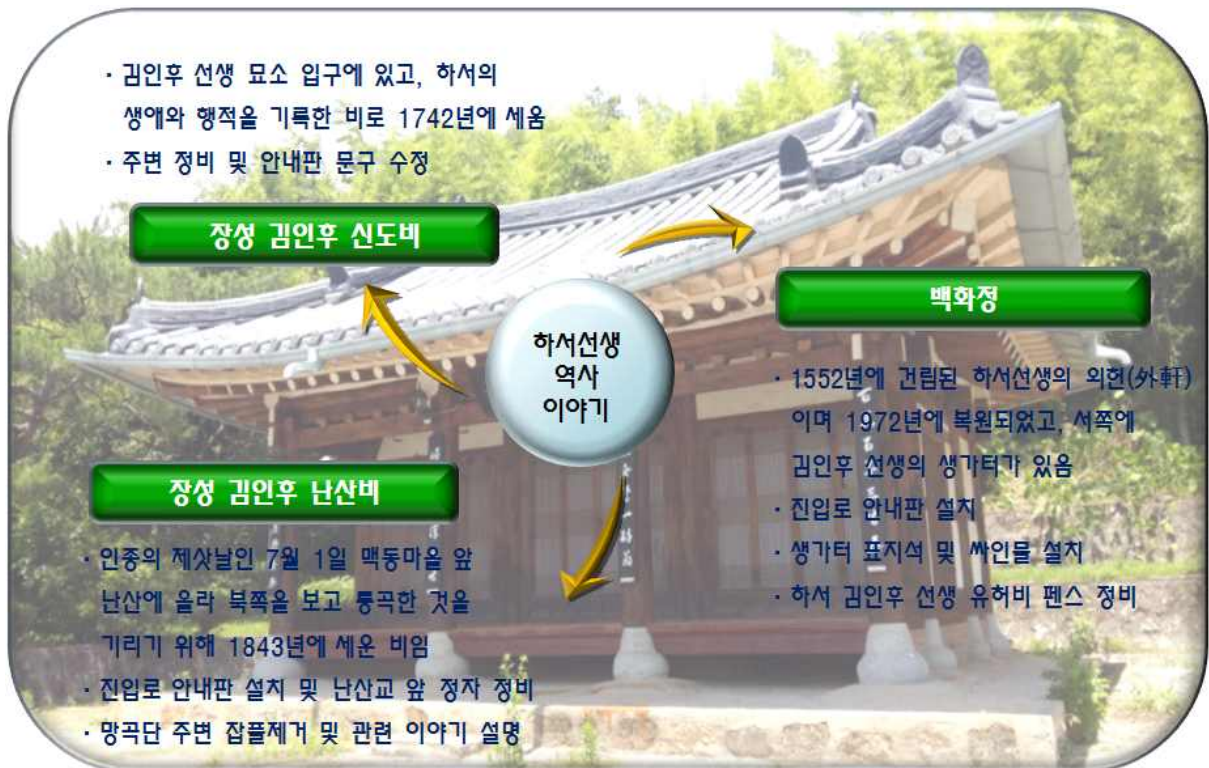 · 김인후 선생 묘소 입구에 있고, 하서의
생애와 행적을 기록한 비로 1742년에 세움
· 주변 정비 및 안내판 문구 수정
장성 김인후 신도비
하서선생
역사
이야기
백화정
· 1552년에 건립된 하서선생의 외헌(外軒)
이며 1972년에 복원되었고, 서쪽에
김인후 선생의 생가터가 있음
· 진입로 안내판 설치
· 생가터 표지석 및 싸인물 설치
· 하서 김인후 선생 유허비 펜스 정비
장성 김인후 난산비
· 인종의 제삿날인 7월 1일 맥동마을 앞
난산에 올라 북쪽을 보고 통곡한 것을
기리기 위해 1843년에 세운 비임
· 진입로 안내판 설치 및 난산교 앞 정자 정비
· 망곡단 주변 잡풀제거 및 관련 이야기 설명